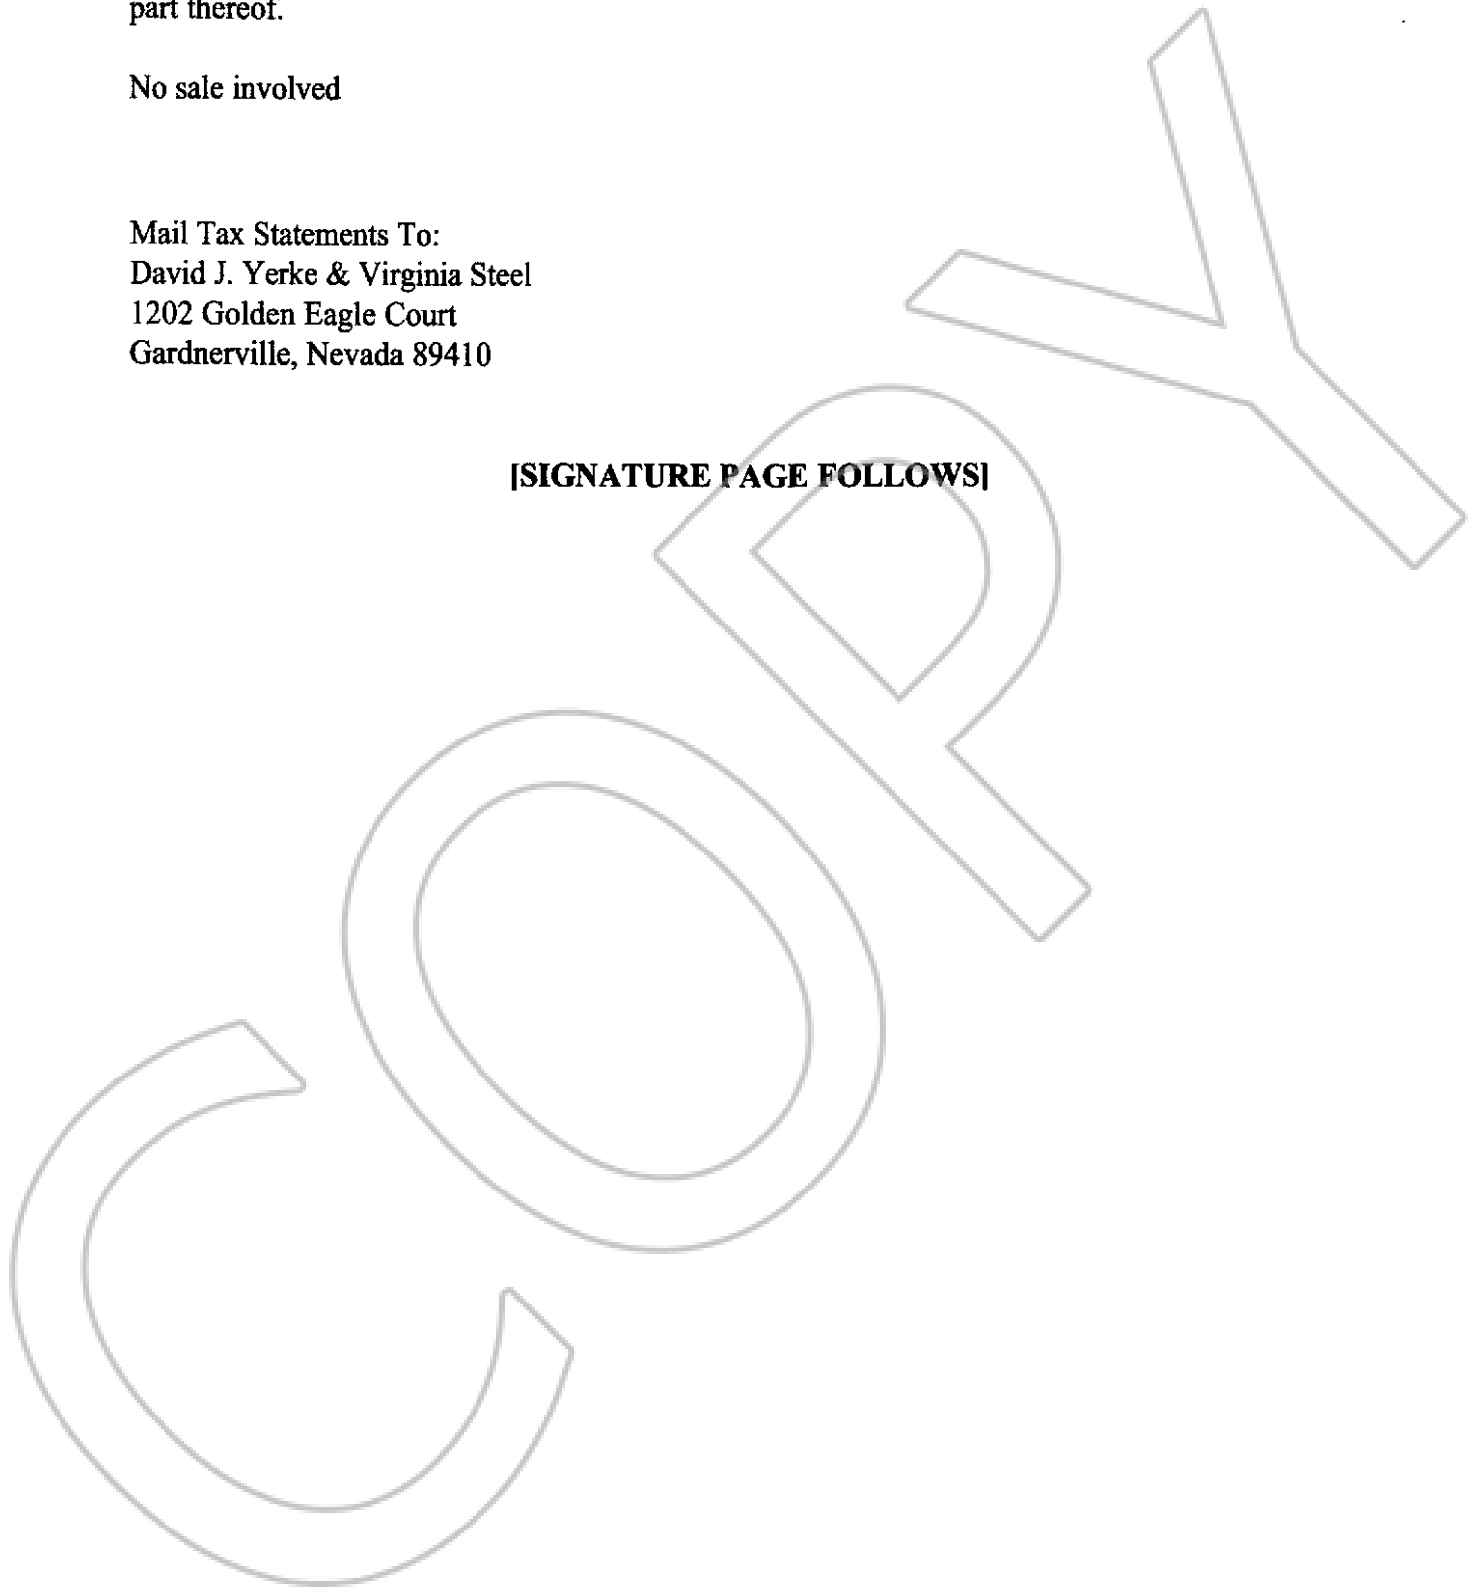 part thereof.
No sale involved
Mail Tax Statements To:
David J. Yerke & Virginia Steel
1202 Golden Eagle Court
Gardnerville, Nevada 89410
[SIGNATURE PAGE FOLLOWS]
COPY